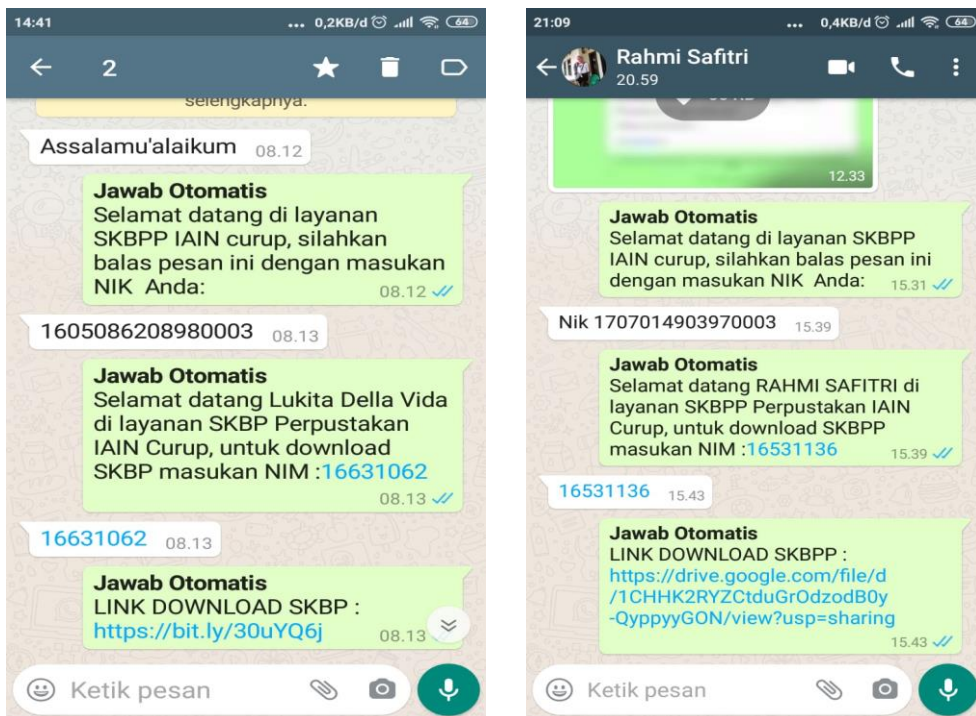 14:41
... 0,2KB/d
64
2
selengkapnya.
Assalamu'alaikum 08.12
Jawab Otomatis
Selamat datang di layanan
SKBPP IAIN curup, silahkan
balas pesan ini dengan masukan
NIK Anda: 08.12
1605086208980003 08.13
Jawab Otomatis
Selamat datang Lukita Della Vida
di layanan SKBP Perpustakan
IAIN Curup, untuk download
SKBP masukan NIM :16631062
08.13
16631062 08.13
Jawab Otomatis
LINK DOWNLOAD SKBP :
https://bit.ly/30uYQ6j 08.13
Ketik pesan
21:09
... 0,4KB/d
64
Rahmi Safitri
20.59
12.33
Jawab Otomatis
Selamat datang di layanan SKBPP
IAIN curup, silahkan balas pesan ini
dengan masukan NIK Anda: 15.31
Nik 1707014903970003 15.39
Jawab Otomatis
Selamat datang RAHMI SAFITRI di
layanan SKBPP Perpustakan IAIN
Curup, untuk download SKBPP
masukan NIM :16531136 15.39
16531136 15.43
Jawab Otomatis
LINK DOWNLOAD SKBPP :
https://drive.google.com/file/d
/1CHHK2RYZCtduGrOdzodB0y
-QyppyyGON/view?usp=sharing
15.43
Ketik pesan